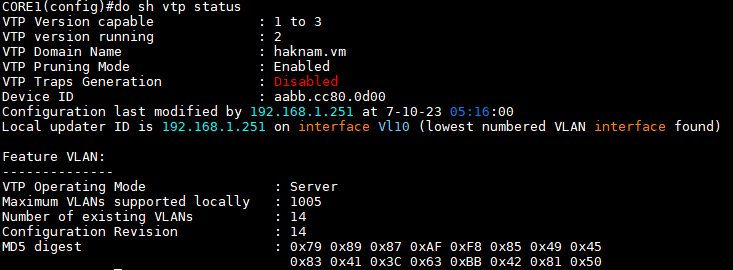 CORE1(config)#do sh vtp status
VTP Version capable : 1 to 3
VTP version running : 2
VTP Domain Name : haknam.vm
VTP Pruning Mode : Enabled
VTP Traps Generation : Disabled
Device ID : aabb.cc80.0d00
Configuration last modified by 192.168.1.251 at 7-10-23 05:16:00
Local updater ID is 192.168.1.251 on interface Vl10 (lowest numbered VLAN interface found)
Feature VLAN:
--------------
VTP Operating Mode : Server
Maximum VLANs supported locally : 1005
Number of existing VLANs : 14
Configuration Revision : 14
MD5 digest : 0x79 0x89 0x87 0xAF 0xF8 0x85 0x49 0x45
0x83 0x41 0x3C 0x63 0xBB 0x42 0x81 0x50